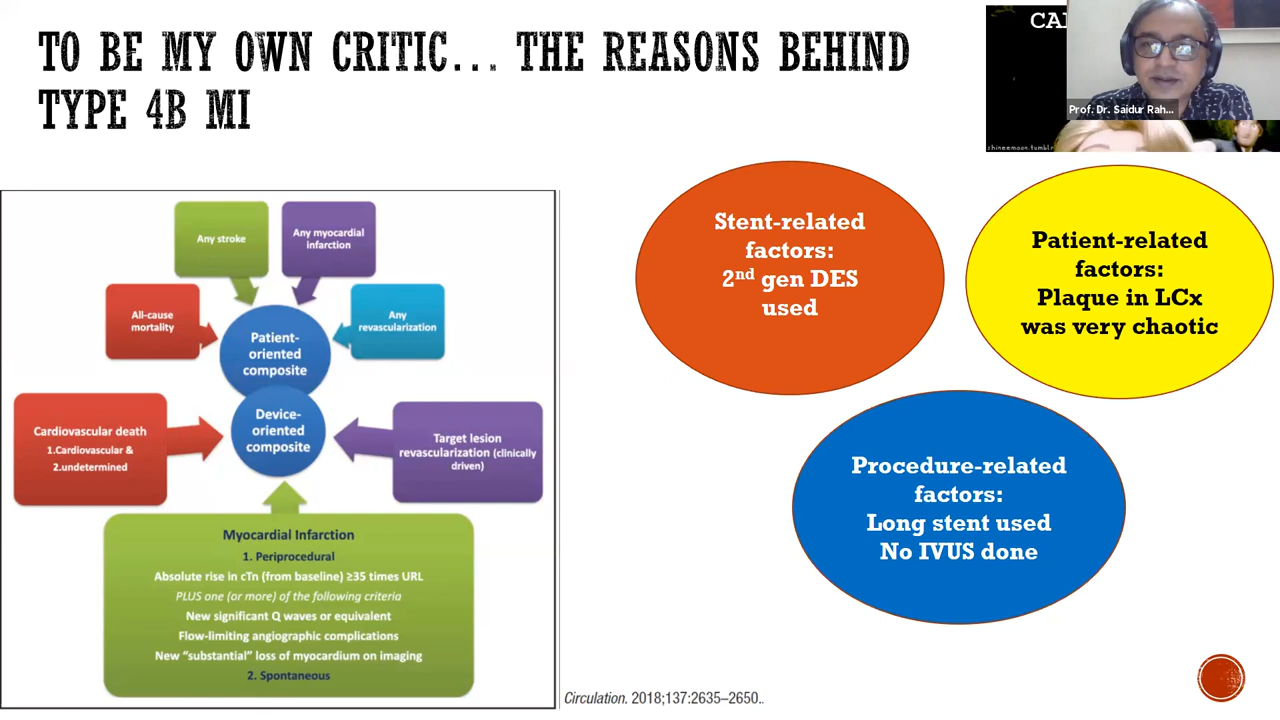 TO BE MY OWN CRITIC... THE REASONS BEHIND
TYPE 4B MI
CA
Prof. Dr. Saidur Rah...
shineemoon.tumblr
Any stroke
Any myocardial
infarction
All-cause
mortality
Any
revascularization
Patient-
oriented
composite
Device-
oriented
composite
Cardiovascular death
1.Cardiovascular &
2.undetermined
Target lesion
revascularization (clinically
driven)
Myocardial Infarction
1. Periprocedural
Absolute rise in cTn (from baseline) ≥35 times URL
PLUS one (or more) of the following criteria
New significant Q waves or equivalent
Flow-limiting angiographic complications
New “substantial” loss of myocardium on imaging
2. Spontaneous
Circulation. 2018;137:2635–2650..
Stent-related
factors:
2nd gen DES
used
Patient-related
factors:
Plaque in LCx
was very chaotic
Procedure-related
factors:
Long stent used
No IVUS done